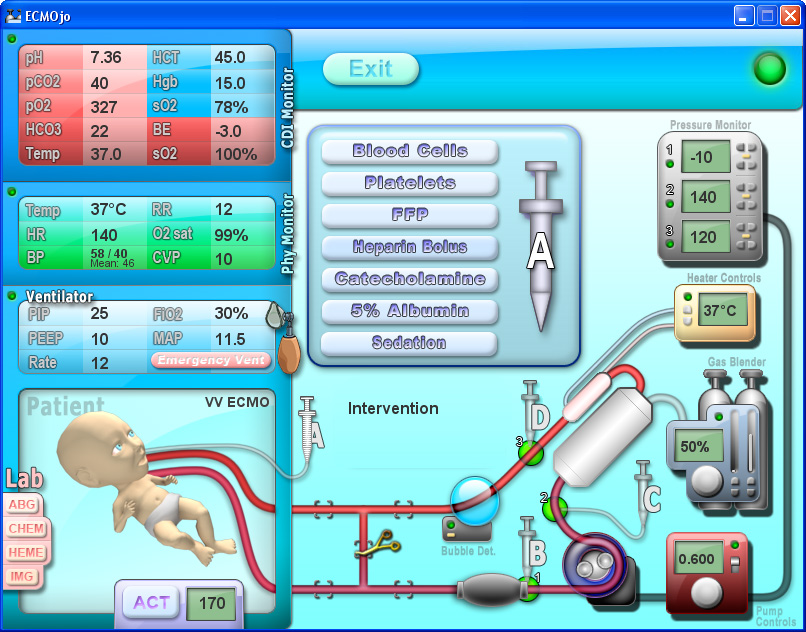 ECMOjo
pH 7.36 HCT 45.0
pCO2 40 Hgb 15.0
pO2 327 sO2 78%
HCO3 22 BE -3.0
Temp 37.0 sO2 100%
CDI Monitor
Exit
Temp 37°C RR 12
HR 140 O2 sat 99%
BP 58 / 40 Mean: 46 CVP 10
Phy Monitor
Ventilator
PIP 25 FiO2 30%
PEEP 10 MAP 11.5
Rate 12 Emergency Vent
Blood Cells
Platelets
FFP
Heparin Bolus
Catecholamine
5% Albumin
Sedation
A
Pressure Monitor
1 -10
2 140
3 120
Heater Controls
37°C
Gas Blender
50%
Patient
VV ECMO
Intervention
A
D
3
C
2
B
1
Bubble Det.
Lab
ABG
CHEM
HEME
IMG
ACT 170
0.600
Pump
Controls